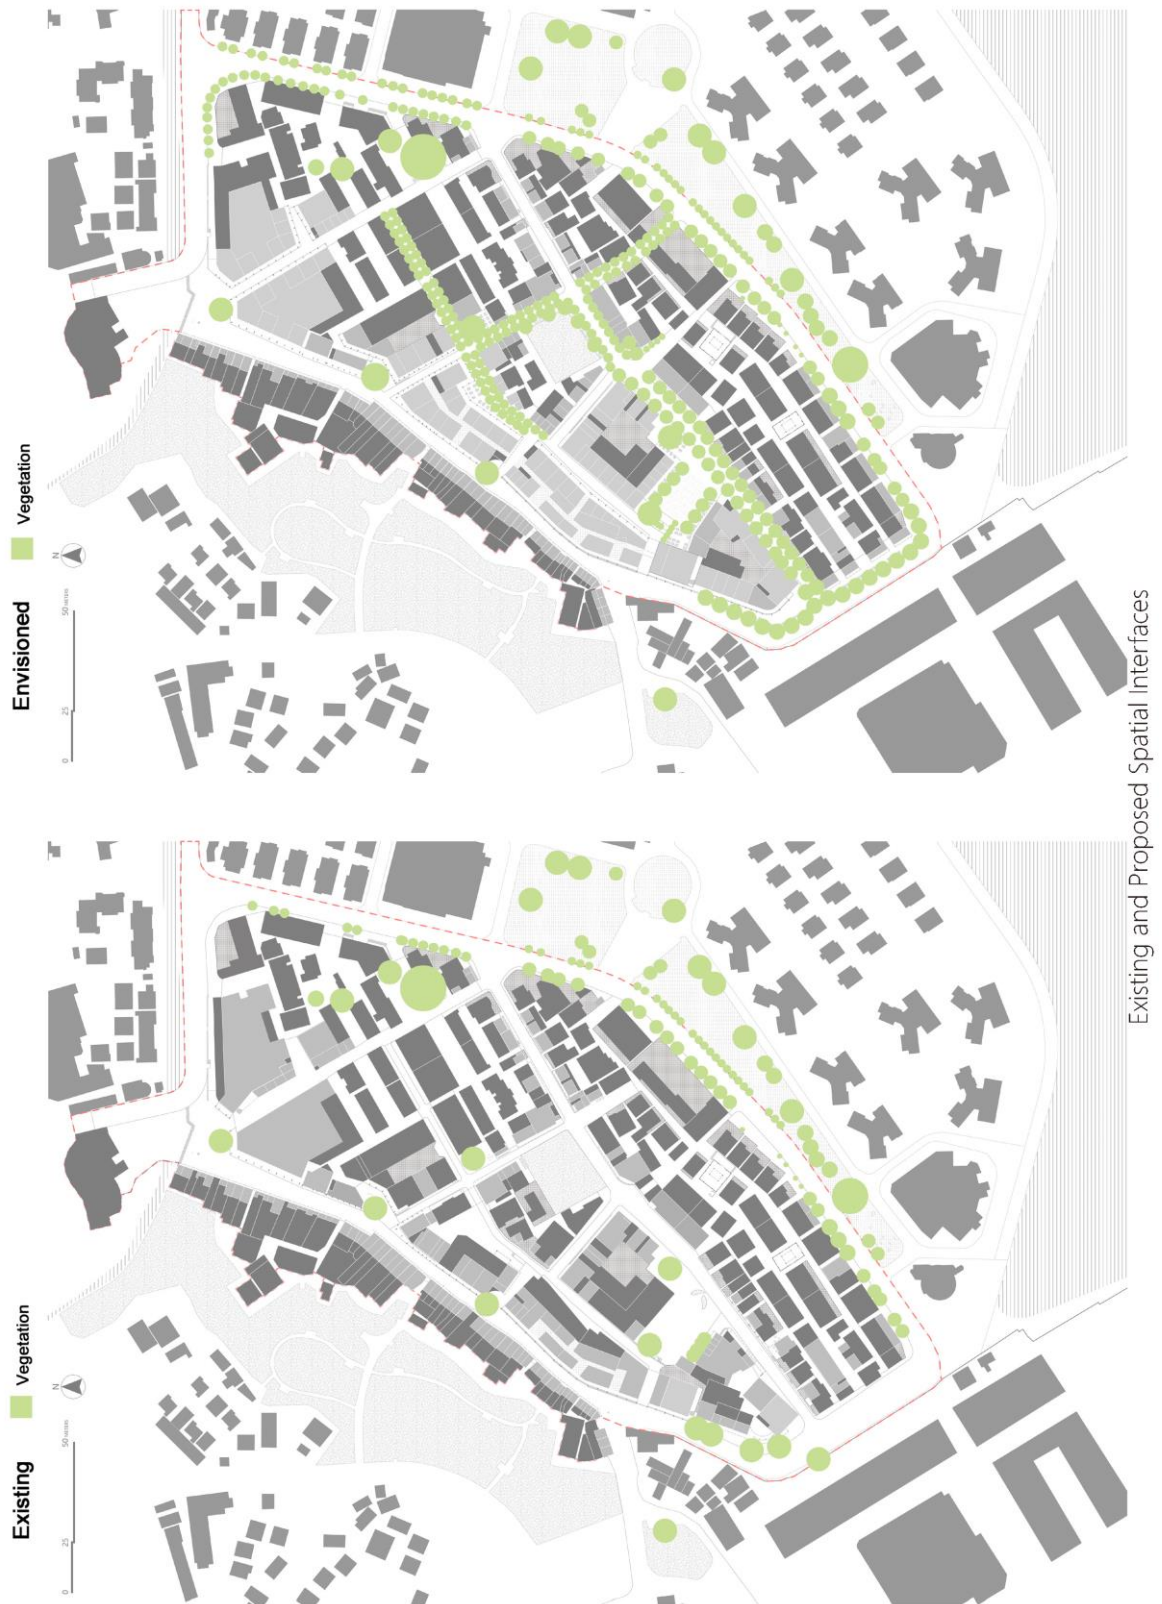 Existing
Vegetation
0 25 50 METERS
N
Envisioned
Vegetation
0 25 50 METERS
N
Existing and Proposed Spatial Interfaces